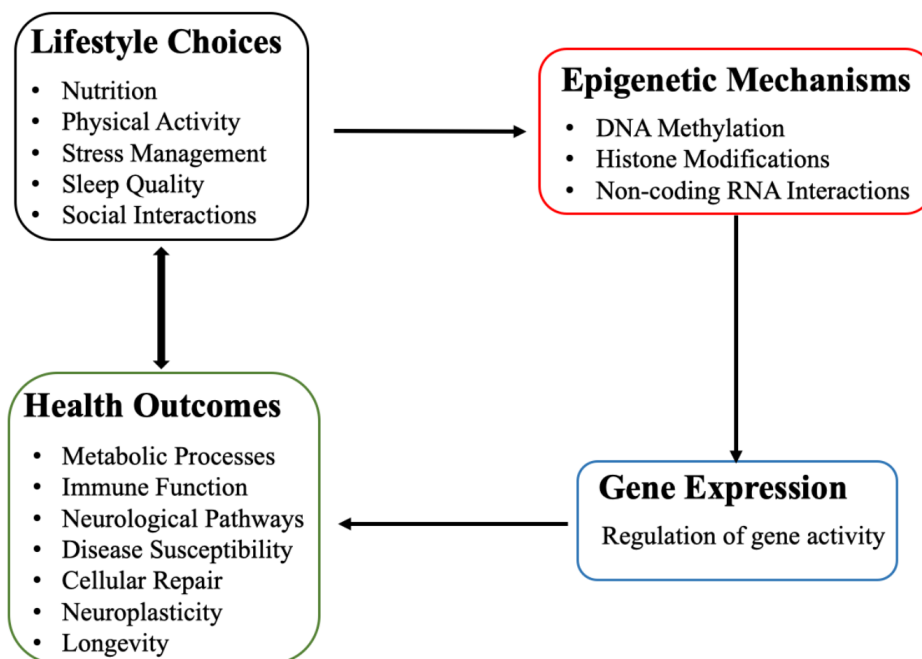 Lifestyle Choices
• Nutrition
• Physical Activity
• Stress Management
• Sleep Quality
• Social Interactions
Epigenetic Mechanisms
• DNA Methylation
• Histone Modifications
• Non-coding RNA Interactions
Health Outcomes
• Metabolic Processes
• Immune Function
• Neurological Pathways
• Disease Susceptibility
• Cellular Repair
• Neuroplasticity
• Longevity
Gene Expression
Regulation of gene activity